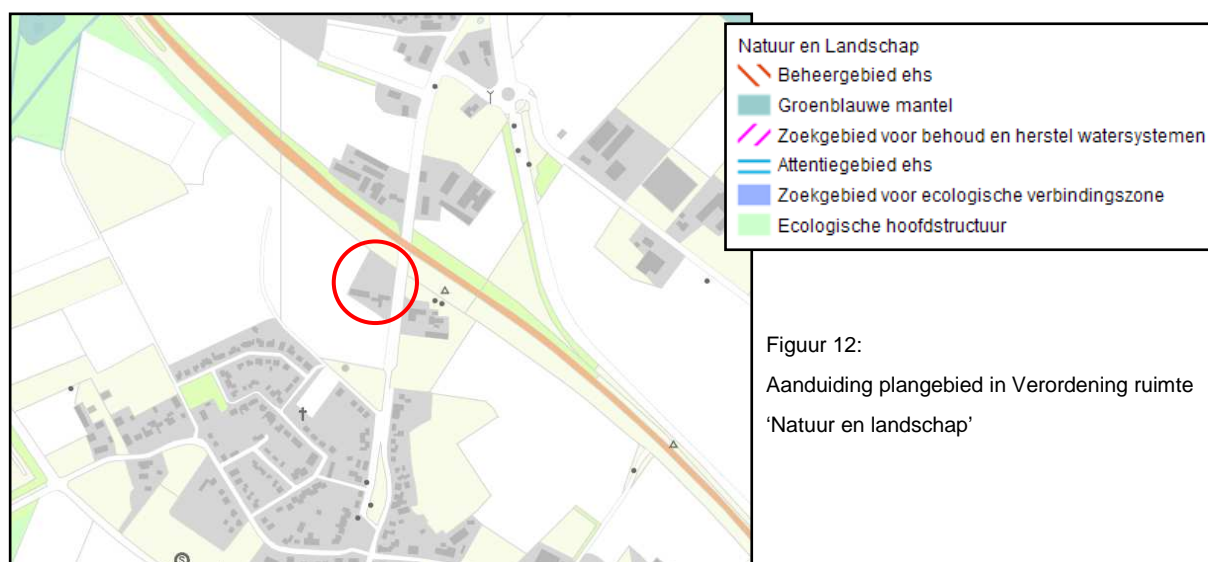 Natuur en Landschap
Beheergebied ehs
Groenblauwe mantel
Zoekgebied voor behoud en herstel watersystemen
Attentiegebied ehs
Zoekgebied voor ecologische verbindingszone
Ecologische hoofdstructuur
Figuur 12:
Aanduiding plangebied in Verordening ruimte
‘Natuur en landschap’
S